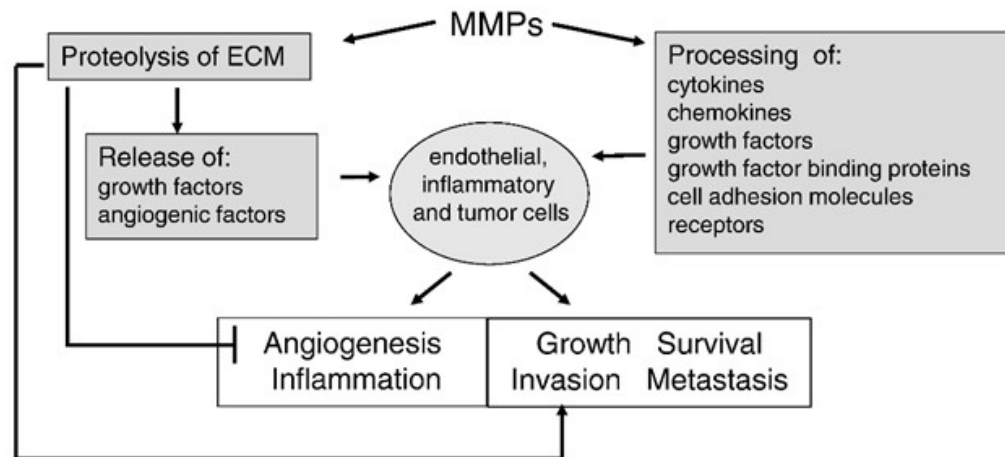 MMPs
Proteolysis of ECM
Release of:
growth factors
angiogenic factors
endothelial,
inflammatory
and tumor cells
Processing of:
cytokines
chemokines
growth factors
growth factor binding proteins
cell adhesion molecules
receptors
Angiogenesis
Inflammation
Growth Survival
Invasion Metastasis